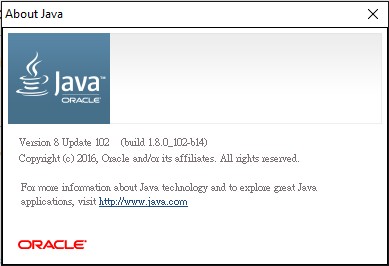 About Java
Java
ORACLE
Version 8 Update 102 (build 1.8.0_102-b14)
Copyright (c) 2016, Oracle and/or its affiliates. All rights reserved.
For more information about Java technology and to explore great Java
applications, visit http://www.java.com
ORACLE